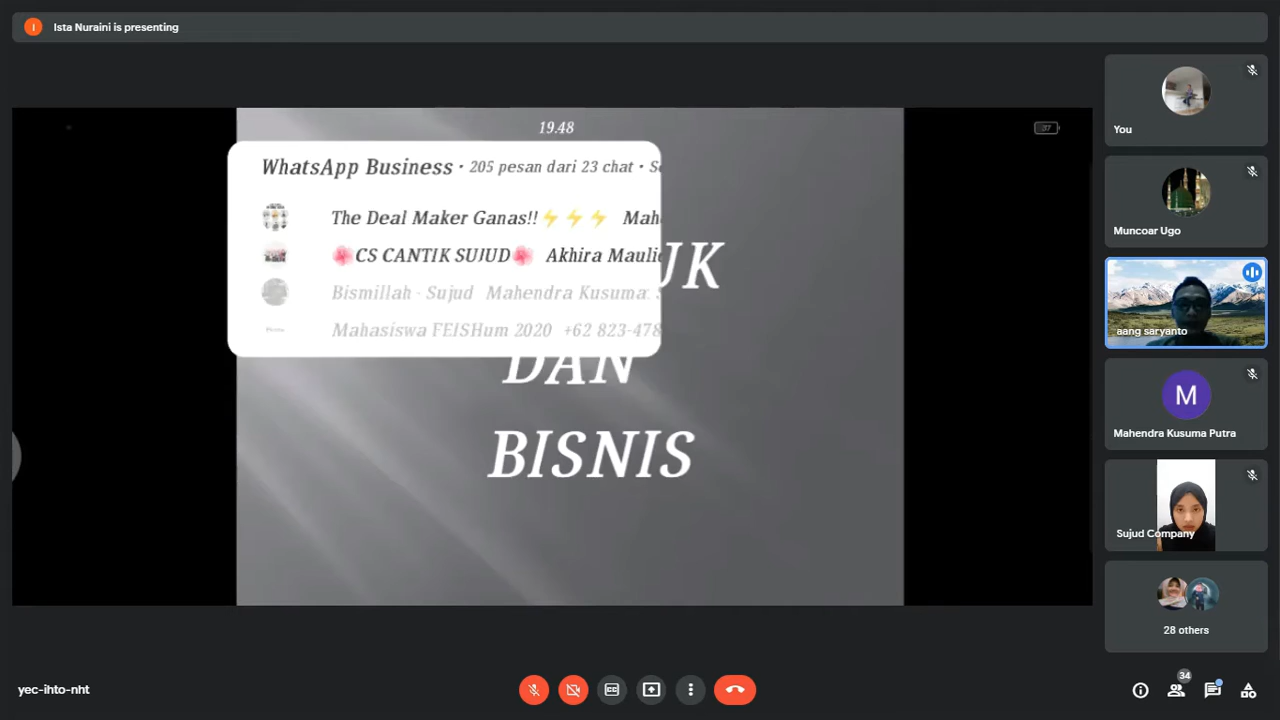 Ista Nuraini is presenting
19.48
37
WhatsApp Business • 205 pesan dari 23 chat •
The Deal Maker Ganas!!⚡⚡⚡
🌸CS CANTIK SUJUD🌸 Akhira
Bismillah - Sujud Mahendra Kusuma:
Mahasiswa FEISHum 2020 +62 823-478
UK
DAN
BISNIS
You
Muncoar Ugo
aang saryanto
M
Mahendra Kusuma Putra
Sujud Company
28 others
yec-ihto-nht
34